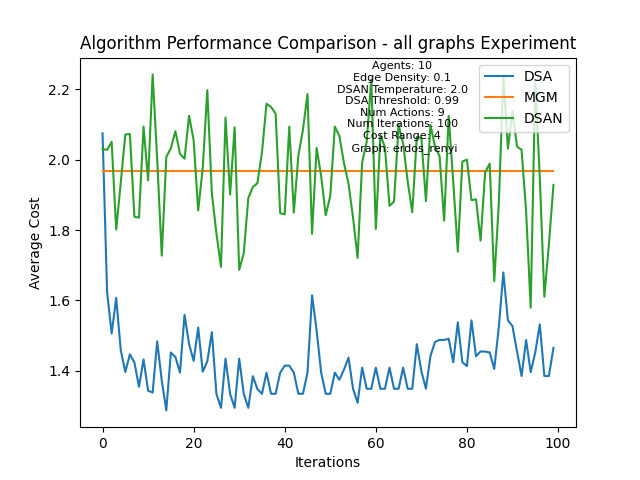 Algorithm Performance Comparison - all graphs Experiment
Agents: 10
Edge Density: 0.1
DSAN Temperature: 2.0
DSA Threshold: 0.99
Num Actions: 9
Num Iterations: 100
Cost Range: 4
Graph: erdos_renyi
DSA
MGM
DSAN
Average Cost
2.2
2.0
1.8
1.6
1.4
0
20
40
60
80
100
Iterations